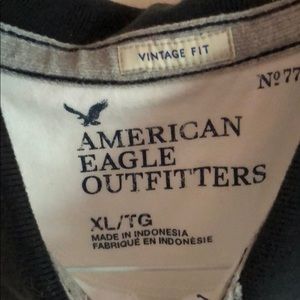 VINTAGE FIT
Nº77
AMERICAN
EAGLE
OUTFITTERS
XL/TG
MADE IN INDONESIA
FABRIQUÉ EN INDONÉSIE